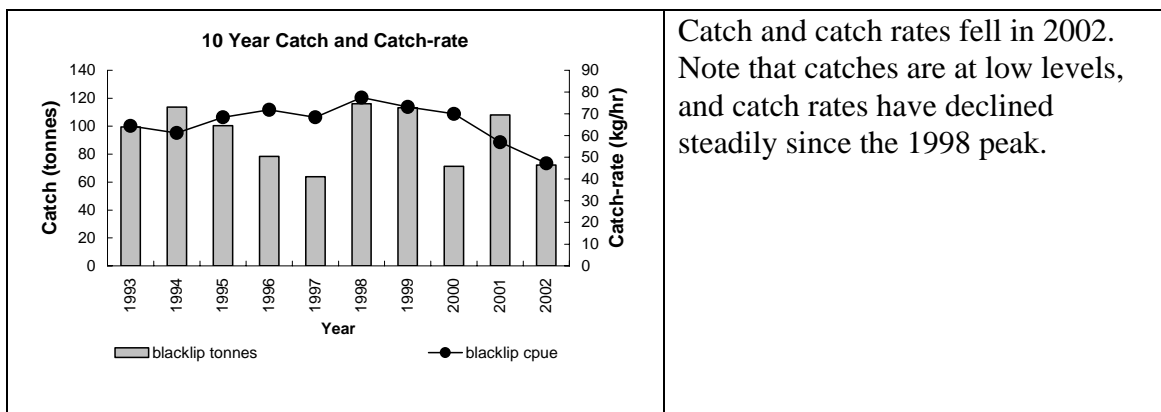 10 Year Catch and Catch-rate
Catch (tonnes)
140
120
100
80
60
40
20
0
90
80
70
60
50
40
30
20
10
0
Catch-rate (kg/hr)
1993
1994
1995
1996
1997
1998
1999
2000
2001
2002
Year
blacklip tonnes
blacklip cpue
Catch and catch rates fell in 2002.
Note that catches are at low levels,
and catch rates have declined
steadily since the 1998 peak.